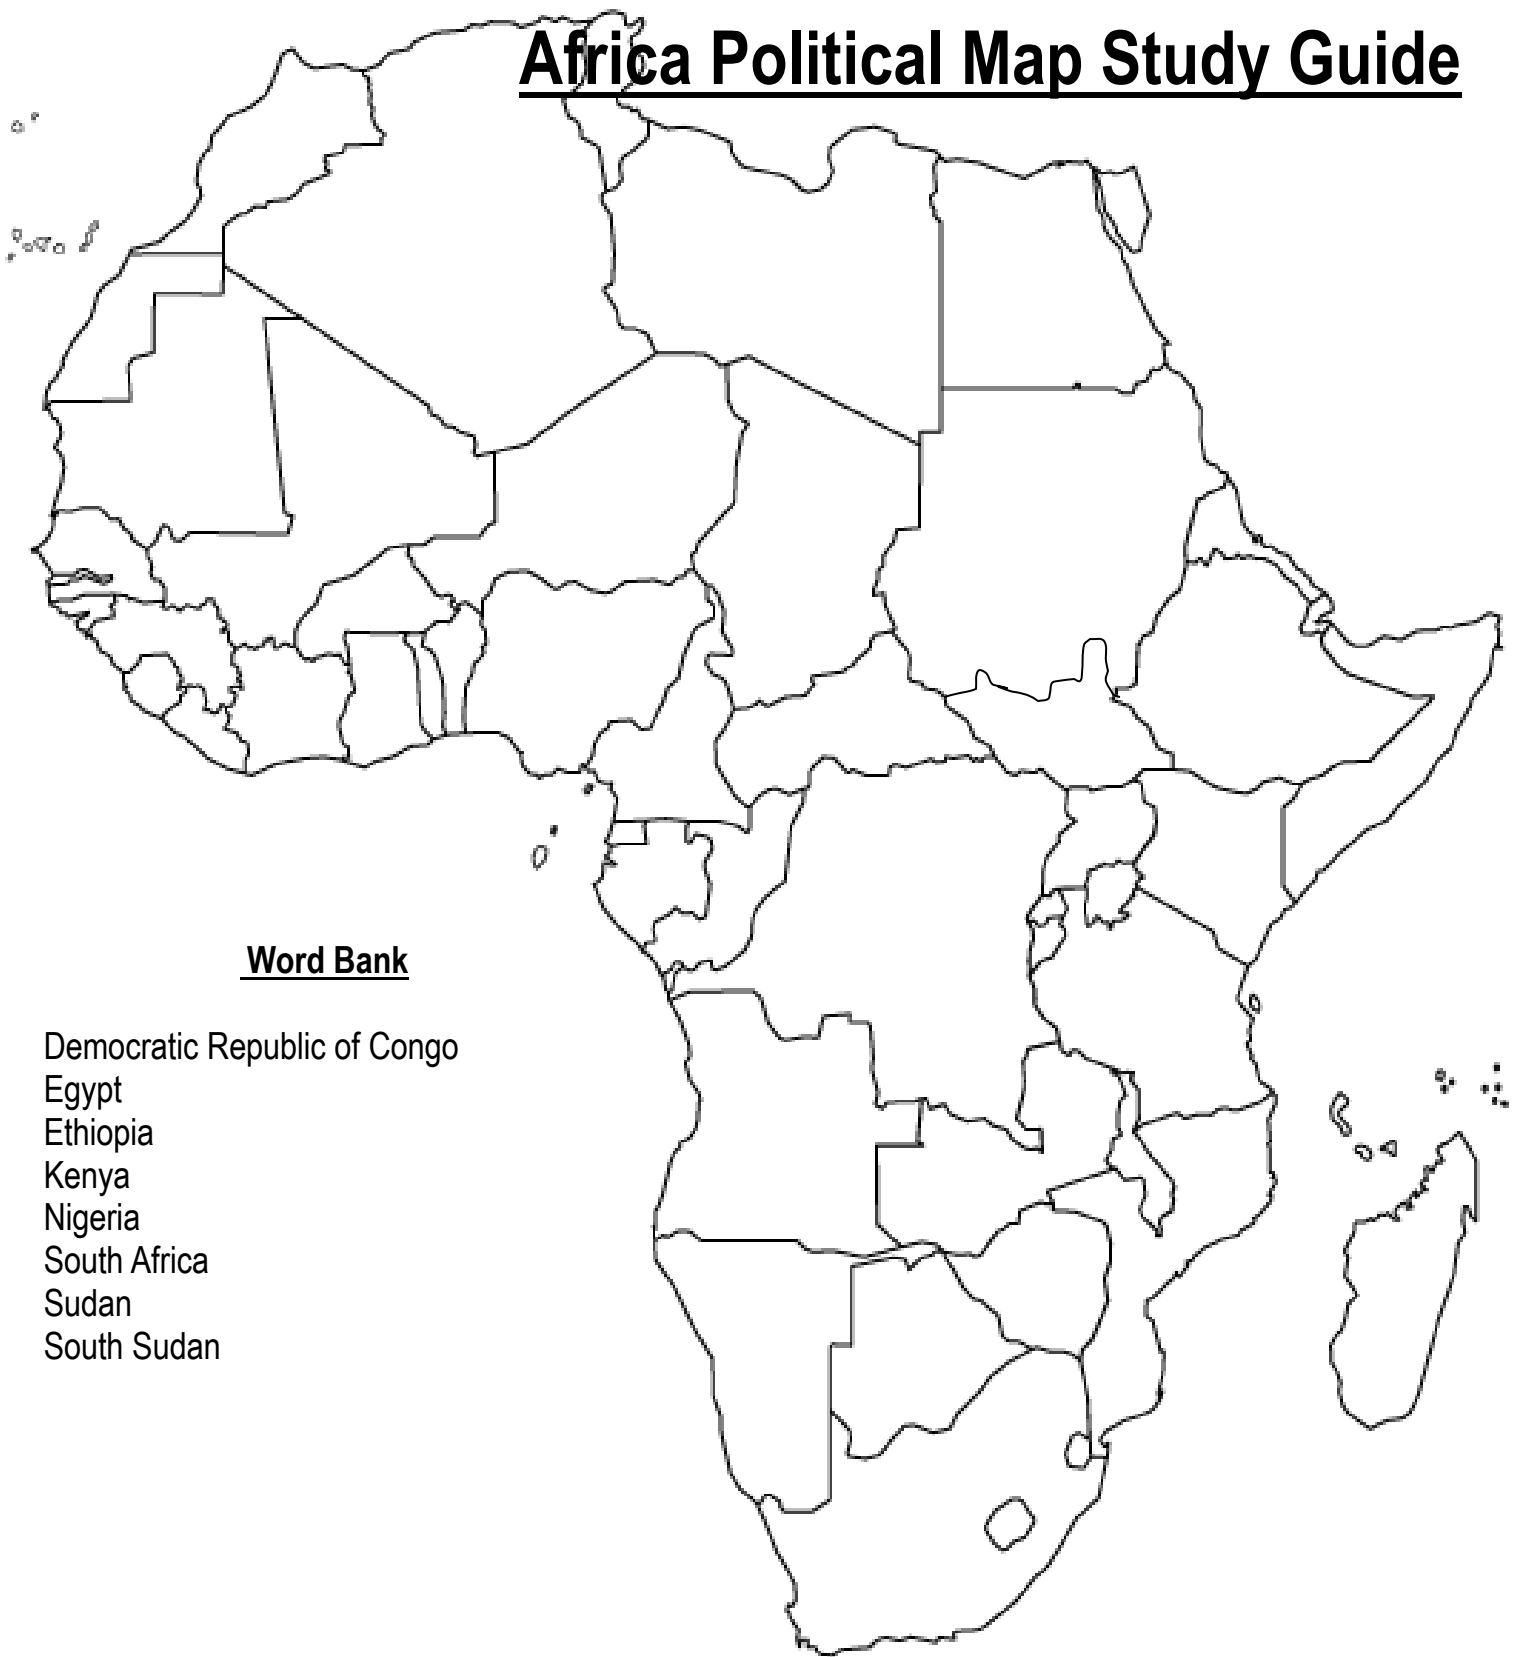 Africa Political Map Study Guide
Word Bank
Democratic Republic of Congo
Egypt
Ethiopia
Kenya
Nigeria
South Africa
Sudan
South Sudan